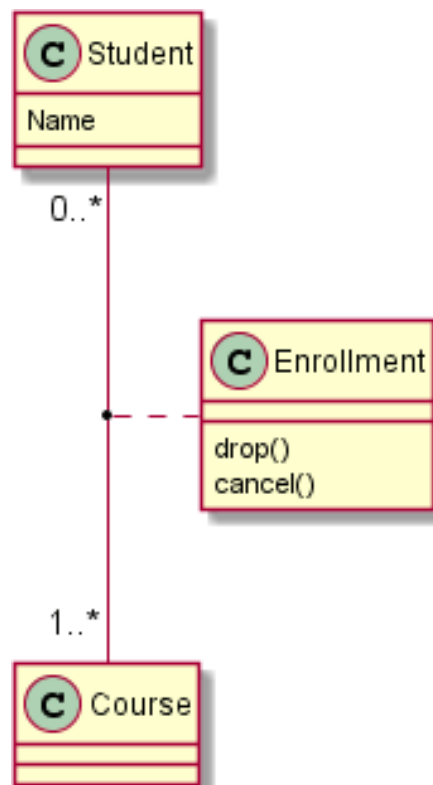 C Student
Name
0..*
C Enrollment
drop()
cancel()
1..*
C Course